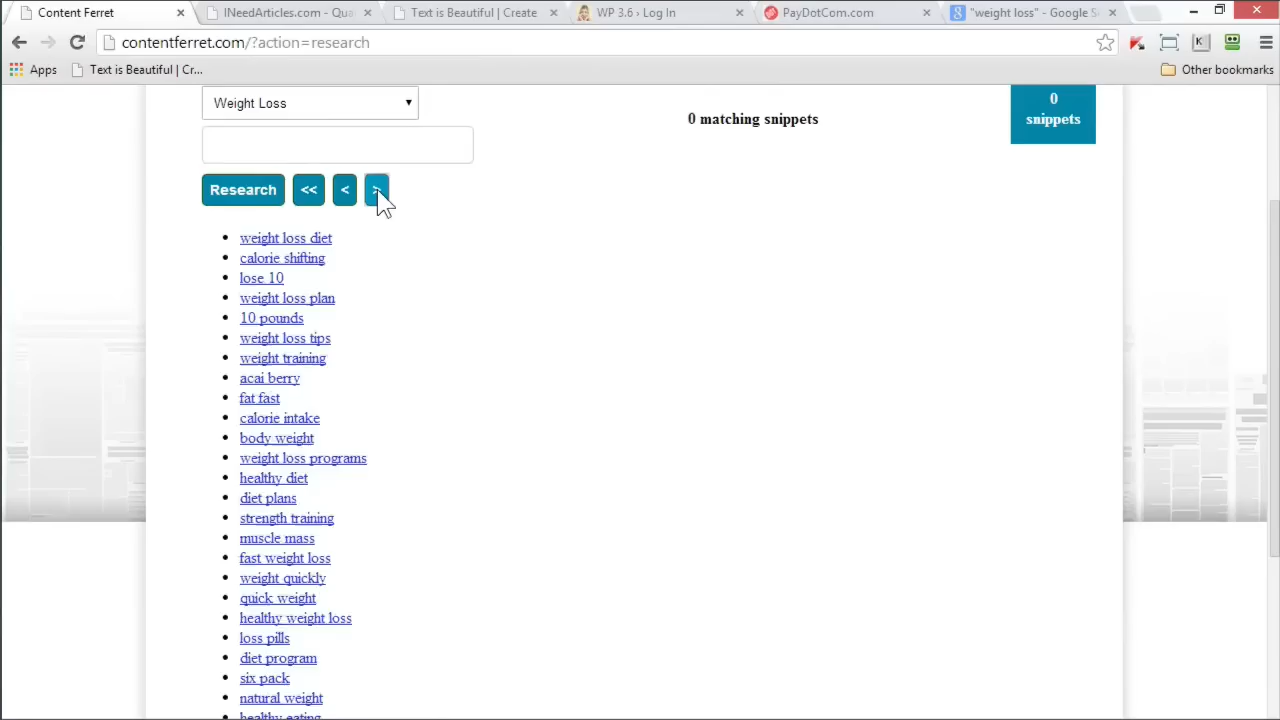 Content Ferret
INeedArticles.com - Qua
Text is Beautiful | Create
WP 3.6 › Log In
PayDotCom.com
"weight loss" - Google S
contentferret.com/?action=research
Apps
Text is Beautiful | Cr...
Other bookmarks
Weight Loss
0 matching snippets
0
snippets
Research
<<
<
>
weight loss diet
calorie shifting
lose 10
weight loss plan
10 pounds
weight loss tips
weight training
acai berry
fat fast
calorie intake
body weight
weight loss programs
healthy diet
diet plans
strength training
muscle mass
fast weight loss
weight quickly
quick weight
healthy weight loss
loss pills
diet program
six pack
natural weight
healthy eating